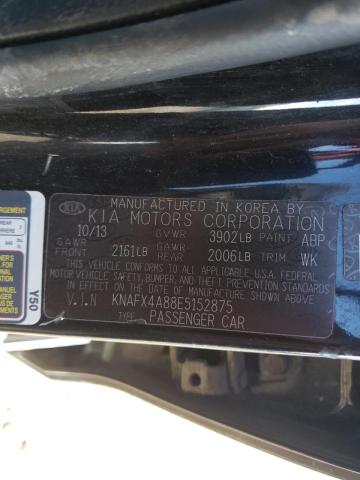 MANUFACTURED IN KOREA BY
KIA KIA MOTORS CORPORATION
10/13 GVWR 3902LB PAINT ABP
GAWR FRONT 2161LB GAWR REAR 2006LB TRIM WK
THIS VEHICLE CONFORMS TO ALL APPLICABLE FEDERAL
MOTOR VEHICLE SAFETY, BUMPER, AND THEFT PREVENTION STANDARDS
IN EFFECT ON THE DATE OF MANUFACTURE SHOWN ABOVE.
V.I.N KNAFX4A88E5152875
TYPE: PASSENGER CAR
Y50